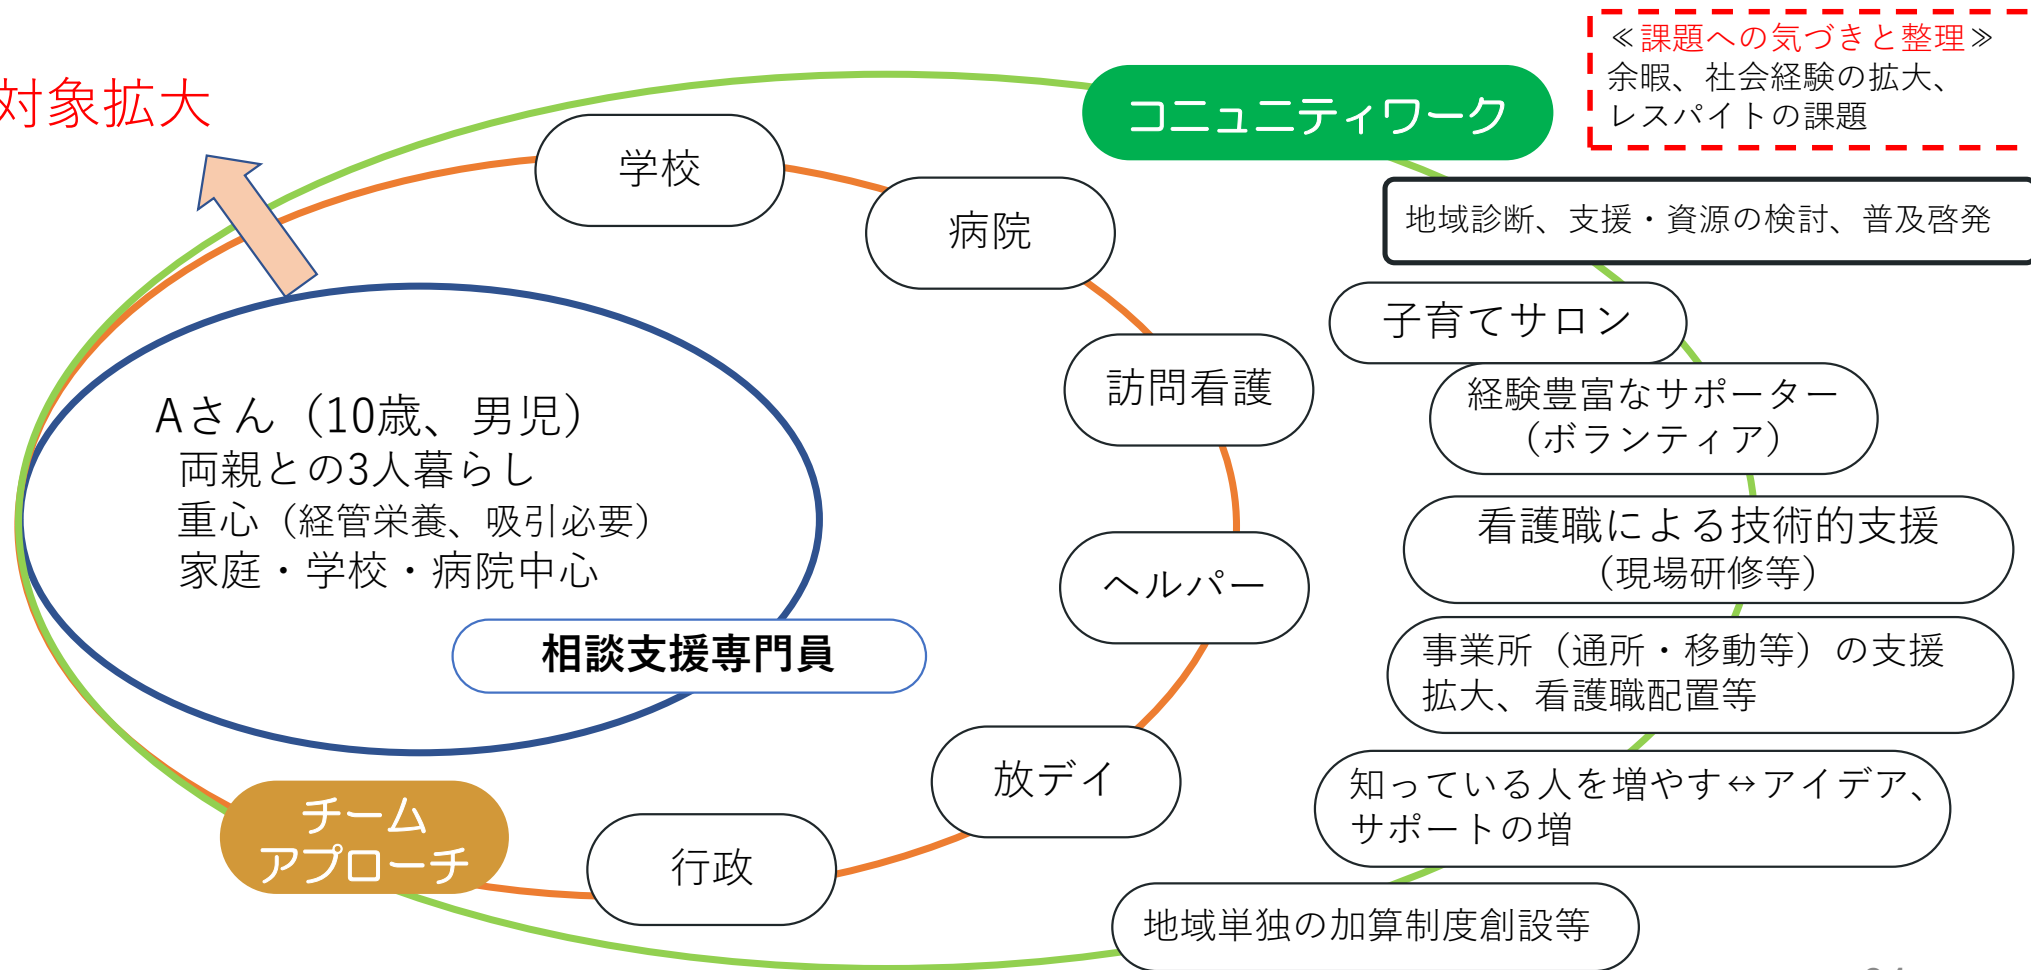 対象拡大
≪課題への気づきと整理≫
余暇、社会経験の拡大、
レスパイトの課題
コニュニティワーク
地域診断、支援・資源の検討、普及啓発
学校
病院
訪問看護
ヘルパー
放デイ
行政
チーム
アプローチ
Aさん（10歳、男児）
両親との3人暮らし
重心（経管栄養、吸引必要）
家庭・学校・病院中心
相談支援専門員
子育てサロン
経験豊富なサポーター
（ボランティア）
看護職による技術的支援
（現場研修等）
事業所（通所・移動等）の支援
拡大、看護職配置等
知っている人を増やす↔アイデア、
サポートの増
地域単独の加算制度創設等